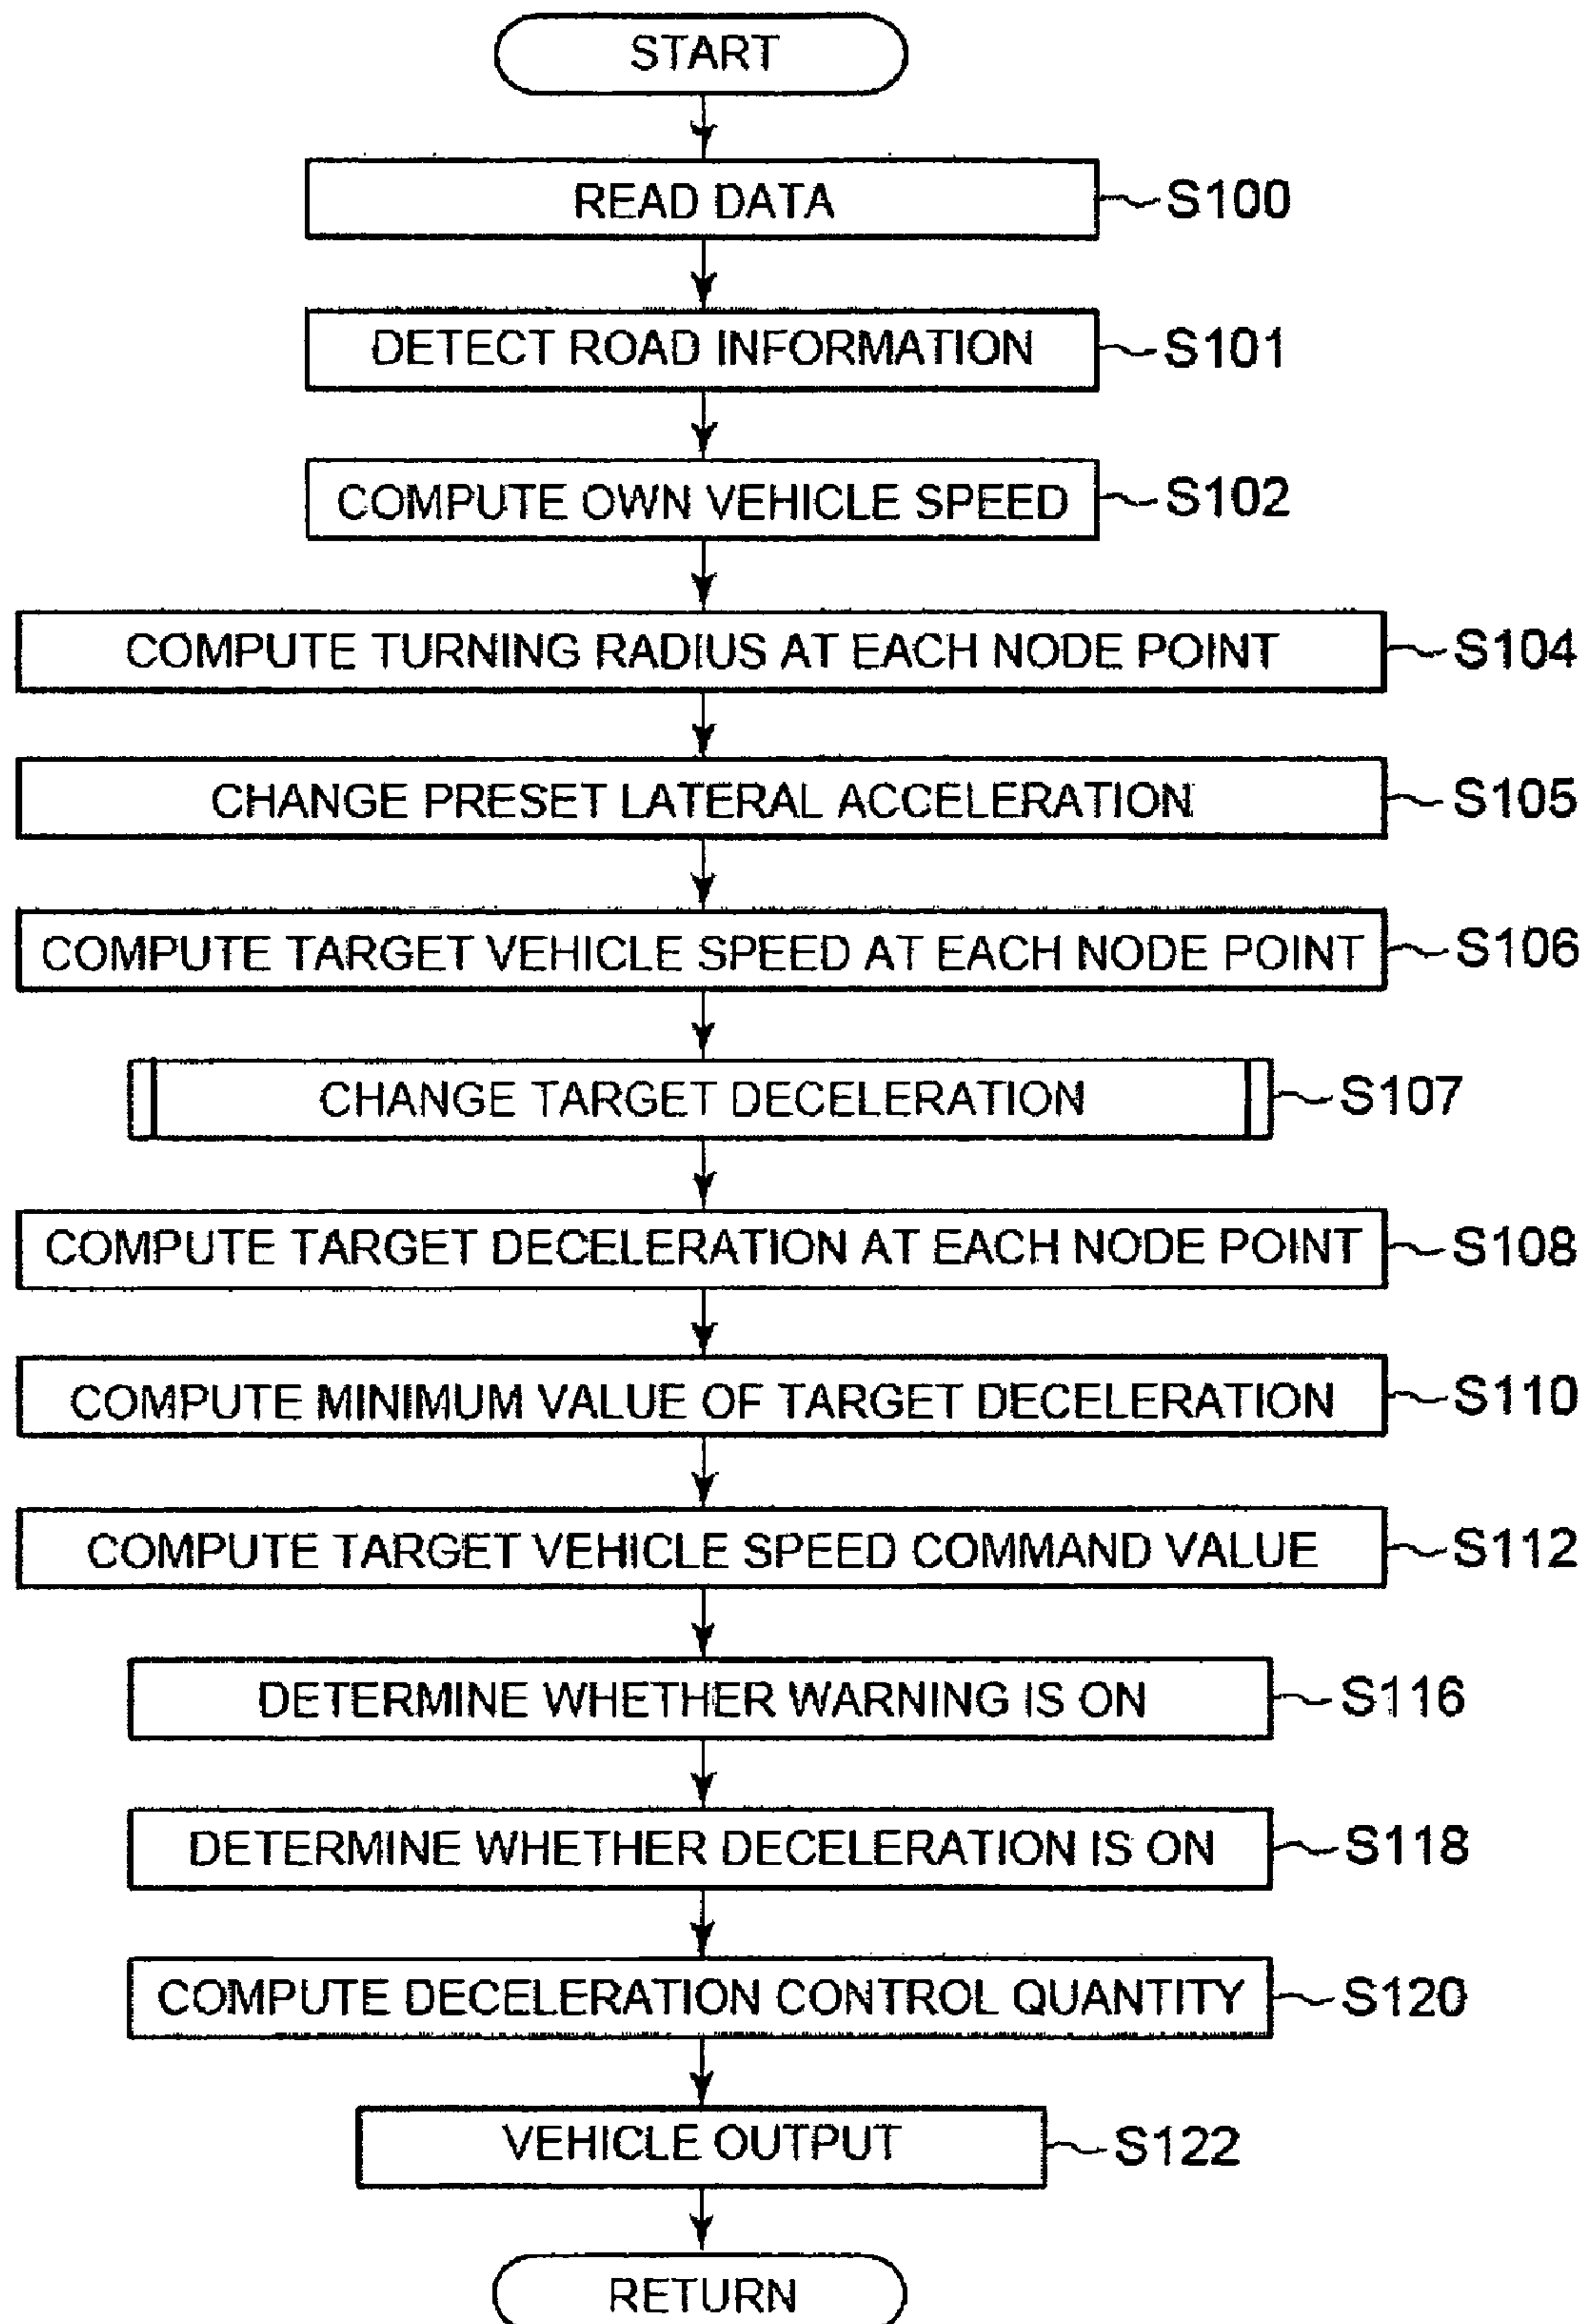 START
READ DATA
S100
DETECT ROAD INFORMATION
S101
COMPUTE OWN VEHICLE SPEED
S102
COMPUTE TURNING RADIUS AT EACH NODE POINT
S104
CHANGE PRESET LATERAL ACCELERATION
S105
COMPUTE TARGET VEHICLE SPEED AT EACH NODE POINT
S106
CHANGE TARGET DECELERATION
S107
COMPUTE TARGET DECELERATION AT EACH NODE POINT
S108
COMPUTE MINIMUM VALUE OF TARGET DECELERATION
S110
COMPUTE TARGET VEHICLE SPEED COMMAND VALUE
S112
DETERMINE WHETHER WARNING IS ON
S116
DETERMINE WHETHER DECELERATION IS ON
S118
COMPUTE DECELERATION CONTROL QUANTITY
S120
VEHICLE OUTPUT
S122
RETURN